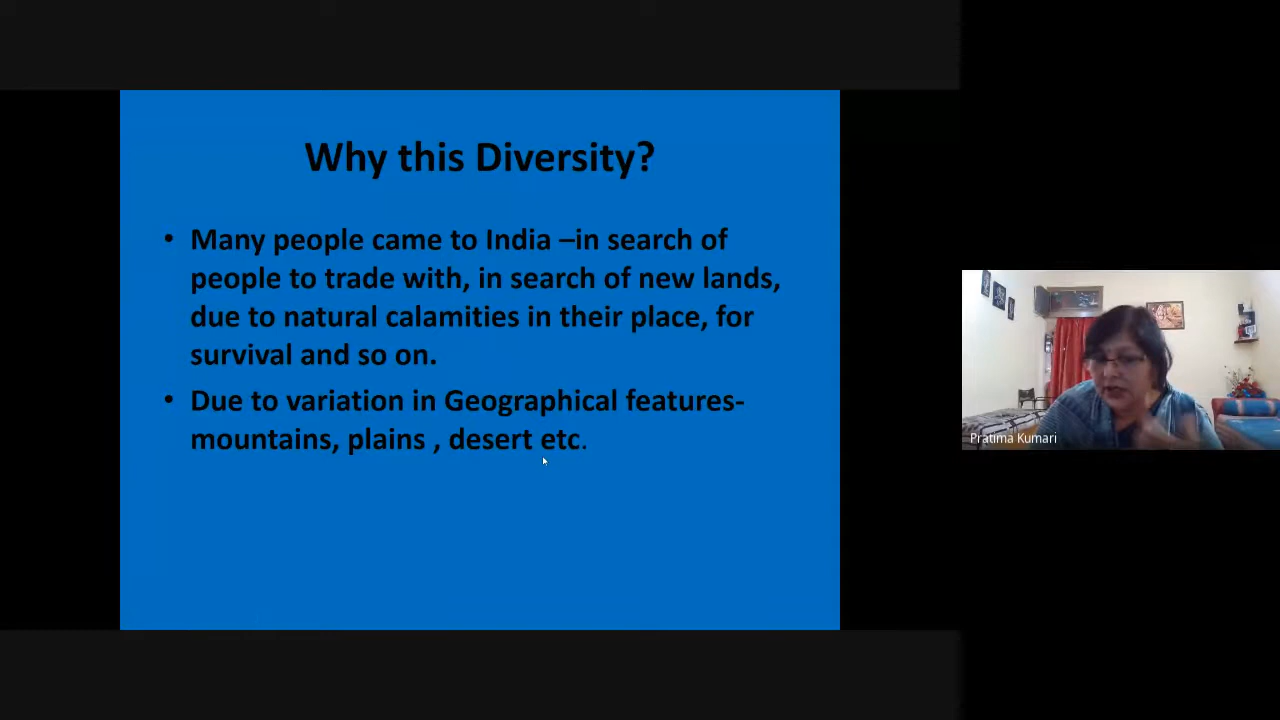 Why this Diversity?
• Many people came to India –in search of
people to trade with, in search of new lands,
due to natural calamities in their place, for
survival and so on.
• Due to variation in Geographical features-
mountains, plains , desert etc.
Pratima Kumari